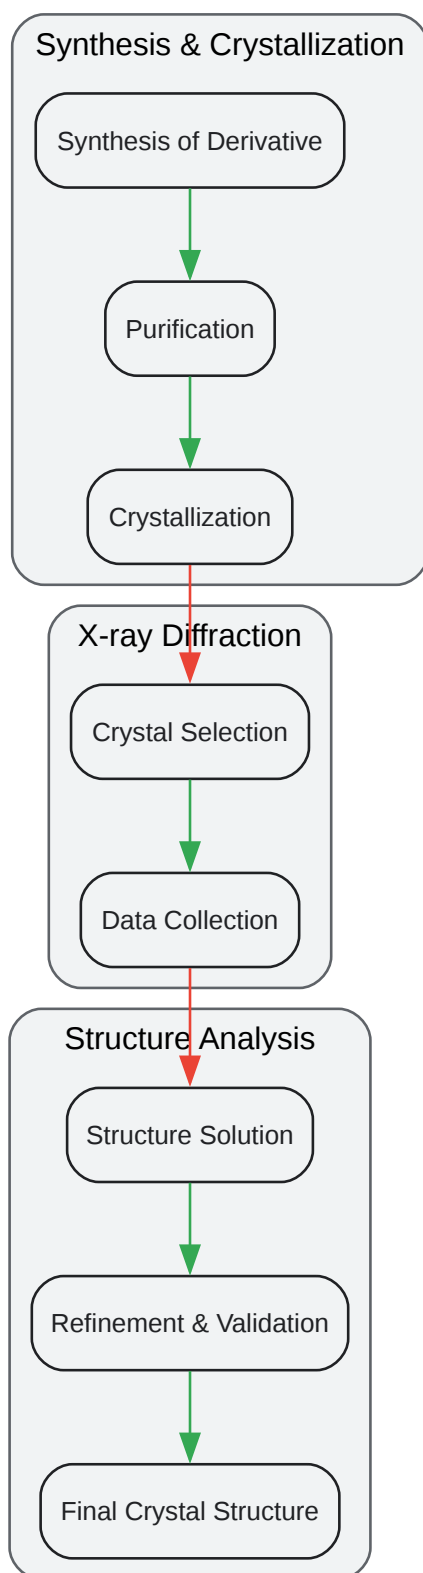 Synthesis & Crystallization
Synthesis of Derivative
Purification
Crystallization
X-ray Diffraction
Crystal Selection
Data Collection
Structure Analysis
Structure Solution
Refinement & Validation
Final Crystal Structure